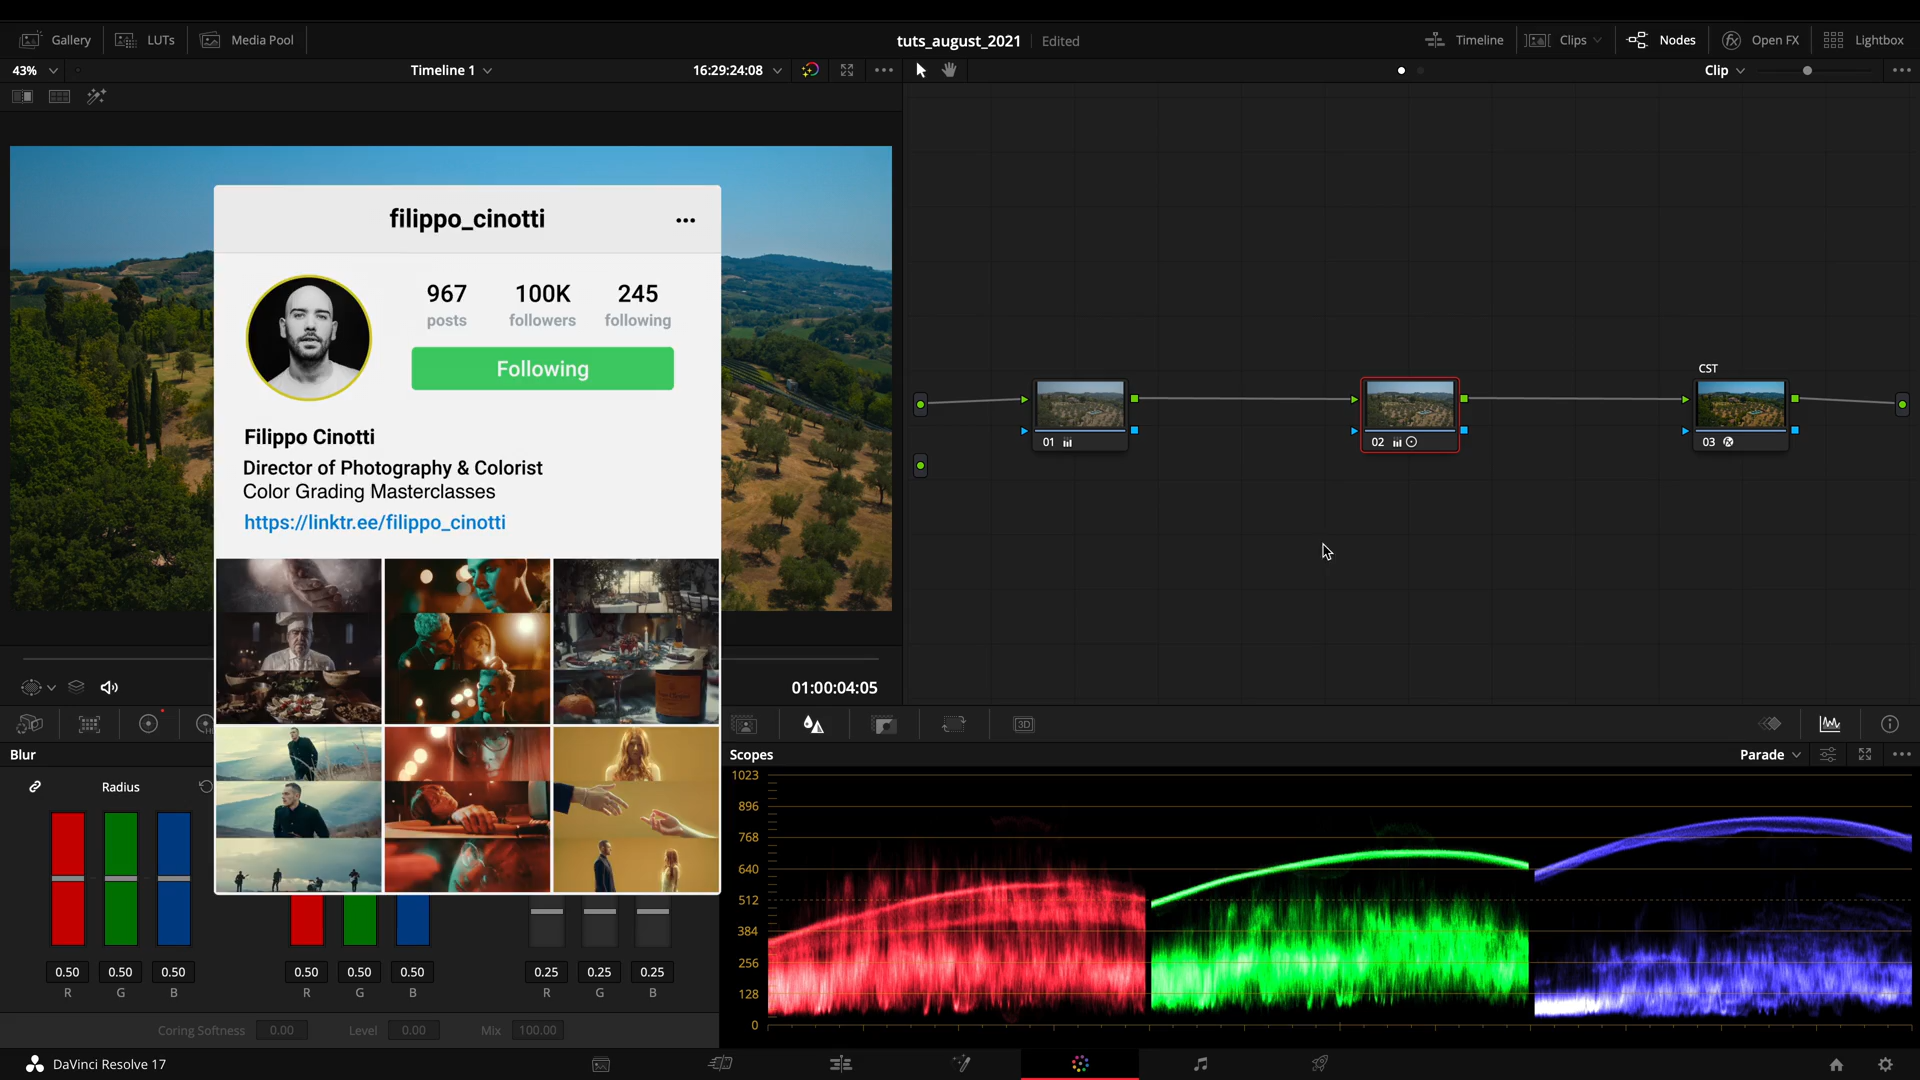 Gallery
LUTs
Media Pool
tuts_august_2021
Edited
Timeline
Clips
Nodes
Open FX
Lightbox
43%
Timeline 1
16:29:24:08
Clip
filippo_cinotti
967
100K
245
posts
followers
following
Following
Filippo Cinotti
Director of Photography & Colorist
Color Grading Masterclasses
https://linktr.ee/filippo_cinotti
01
02
CST
03
01:00:04:05
3D
Blur
Radius
Scopes
Parade
1023
896
768
640
512
384
256
128
0
0.50 0.50 0.50
0.50 0.50 0.50
0.25 0.25 0.25
R G B
R G B
R G B
Coring Softness 0.00
Level 0.00
Mix 100.00
DaVinci Resolve 17